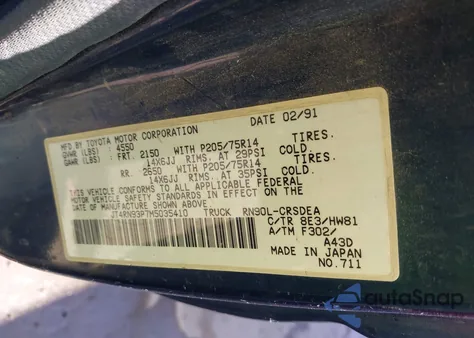 MFD. BY: DATE 02/91
TOYOTA MOTOR CORPORATION
GVWR (LBS) : 4550
GAWR (LBS) : FRT. 2150 WITH P205/75R14 TIRES.
14X6JJ RIMS. AT 29PSI COLD.
RR. 2650 WITH P205/75R14 TIRES.
14X6JJ RIMS. AT 35PSI COLD.
THIS VEHICLE CONFORMS TO ALL APPLICABLE FEDERAL
MOTOR VEHICLE SAFETY STANDARDS IN EFFECT ON THE
DATE OF MANUFACTURE SHOWN ABOVE.
JT4RN93P7M5035410 TRUCK RN90L-CRSDEA
C/TR 8E3/HW81
A/TM F302/
A43D
MADE IN JAPAN
NO.711
autoSnap